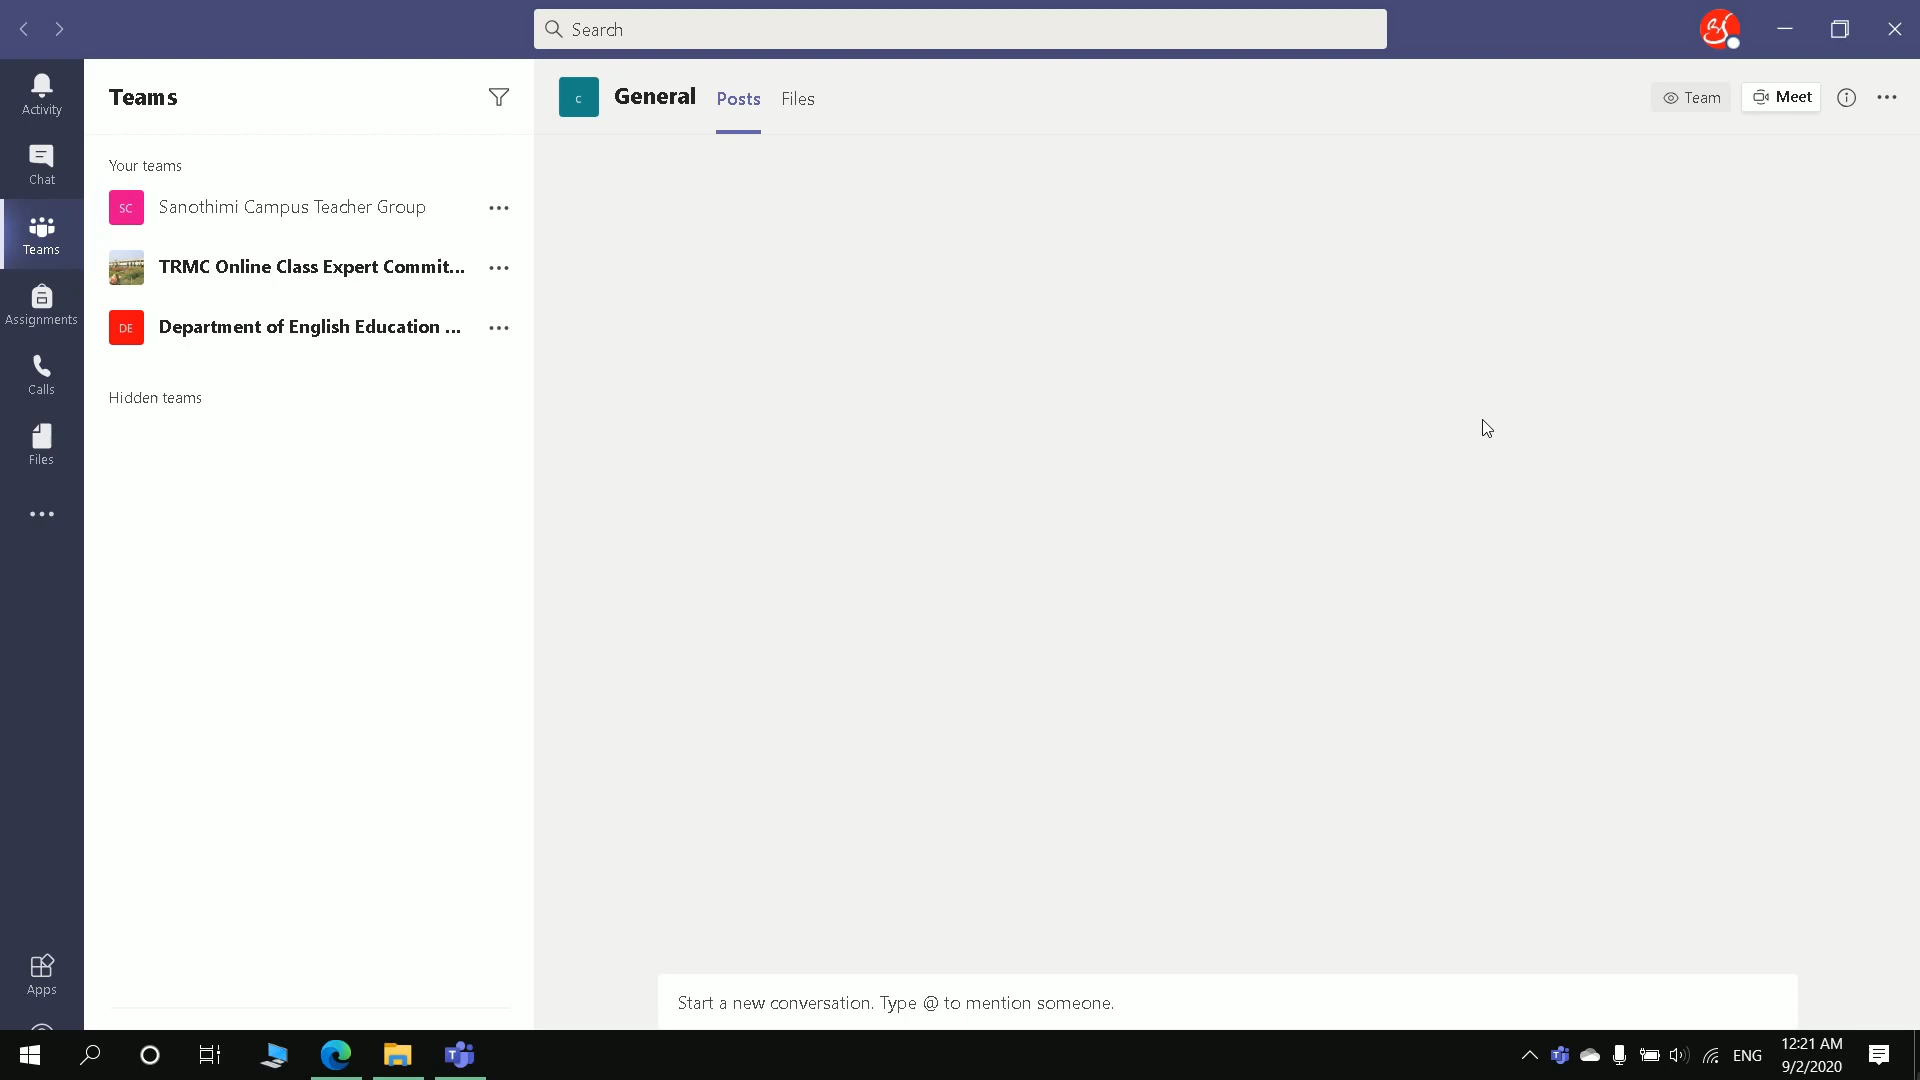 Search
Activity
Chat
Teams
Assignments
Calls
Files
Apps
Teams
Your teams
SC Sanothimi Campus Teacher Group
TRMC Online Class Expert Commit...
DE Department of English Education ...
Hidden teams
C General Posts Files
Team Meet
Start a new conversation. Type @ to mention someone.
ENG
12:21 AM
9/2/2020